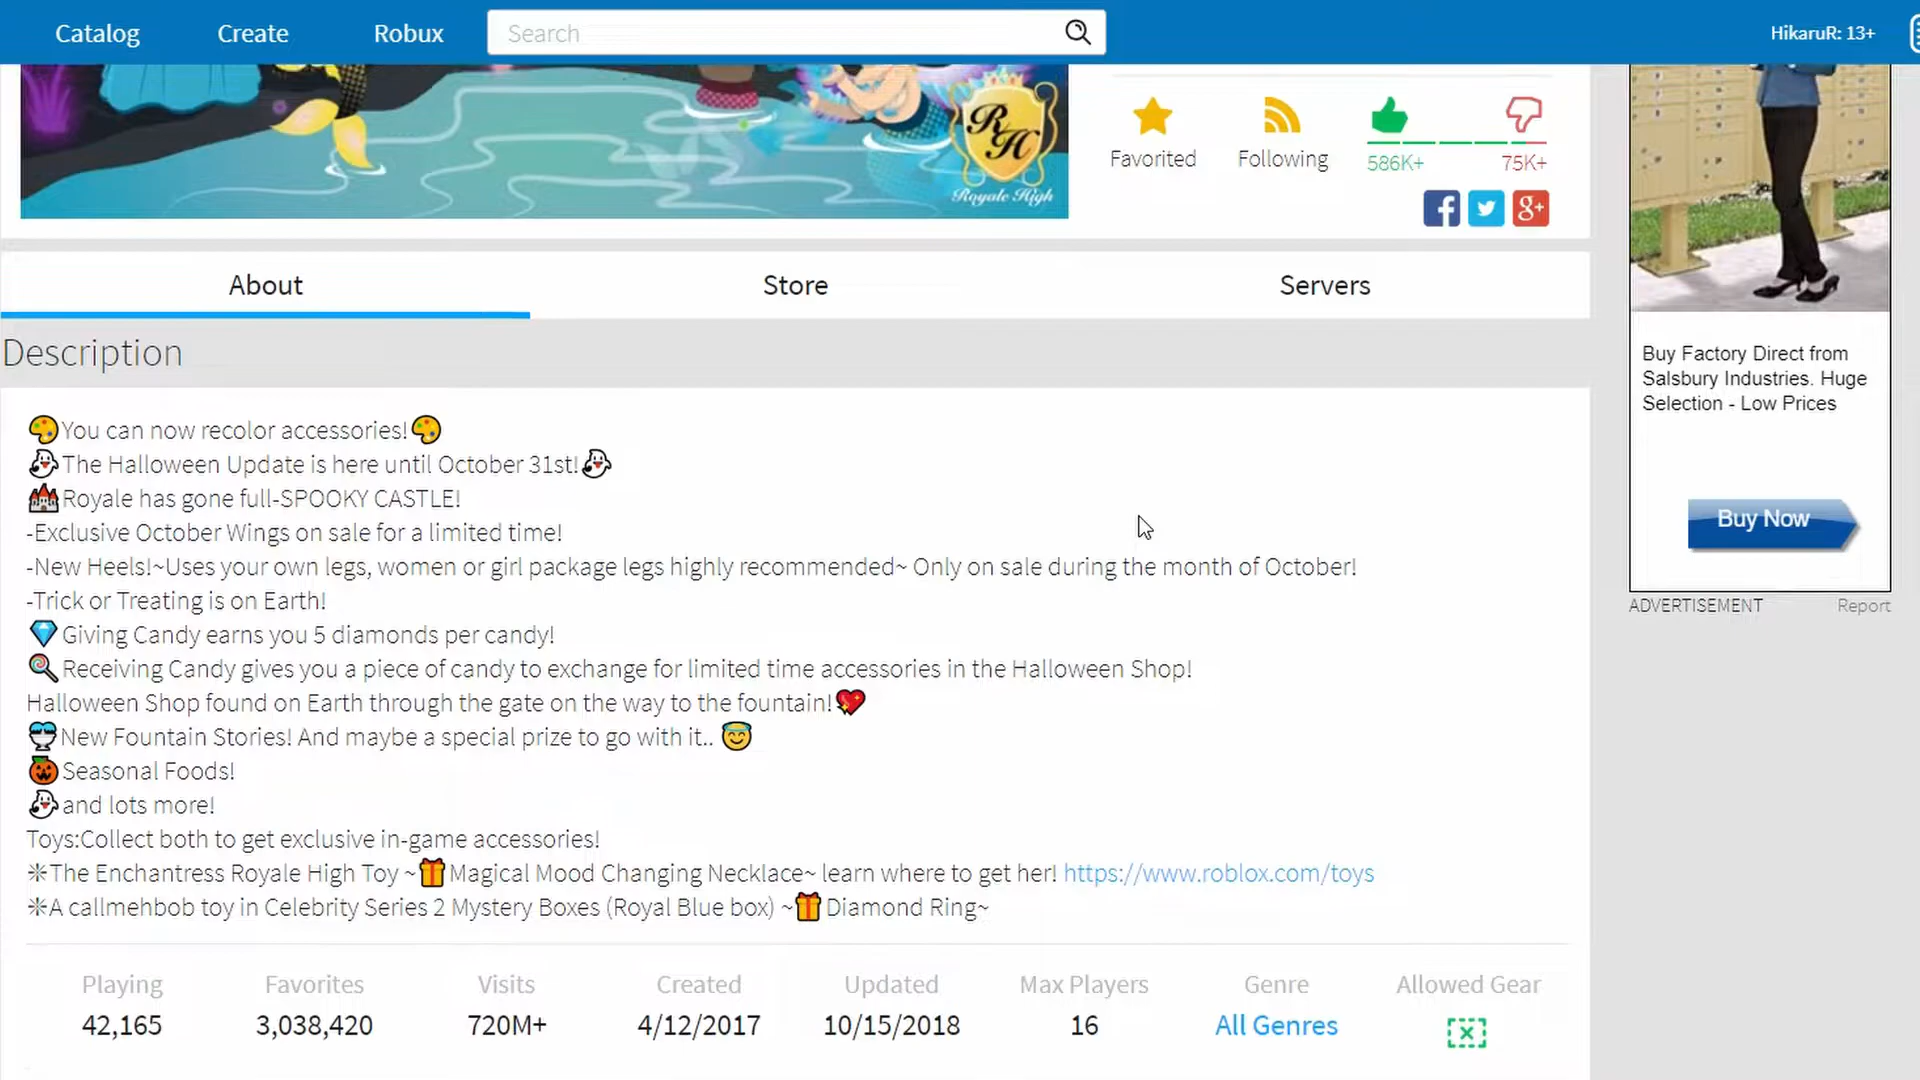 Catalog Create Robux Search HikaruR: 13+
RH
Royale High
Favorited Following 586K+ 75K+
f g+
About Store Servers
Description
You can now recolor accessories!
The Halloween Update is here until October 31st!
Royale has gone full-SPOOKY CASTLE!
-Exclusive October Wings on sale for a limited time!
-New Heels!~Uses your own legs, women or girl package legs highly recommended~ Only on sale during the month of October!
-Trick or Treating is on Earth!
Giving Candy earns you 5 diamonds per candy!
Receiving Candy gives you a piece of candy to exchange for limited time accessories in the Halloween Shop!
Halloween Shop found on Earth through the gate on the way to the fountain!
New Fountain Stories! And maybe a special prize to go with it..
Seasonal Foods!
and lots more!
Toys:Collect both to get exclusive in-game accessories!
✳The Enchantress Royale High Toy ~🎁Magical Mood Changing Necklace~ learn where to get her! https://www.roblox.com/toys
✳A callmehbob toy in Celebrity Series 2 Mystery Boxes (Royal Blue box) ~🎁Diamond Ring~
Playing Favorites Visits Created Updated Max Players Genre Allowed Gear
42,165 3,038,420 720M+ 4/12/2017 10/15/2018 16 All Genres
Buy Factory Direct from
Salsbury Industries. Huge
Selection - Low Prices
Buy Now
ADVERTISEMENT Report